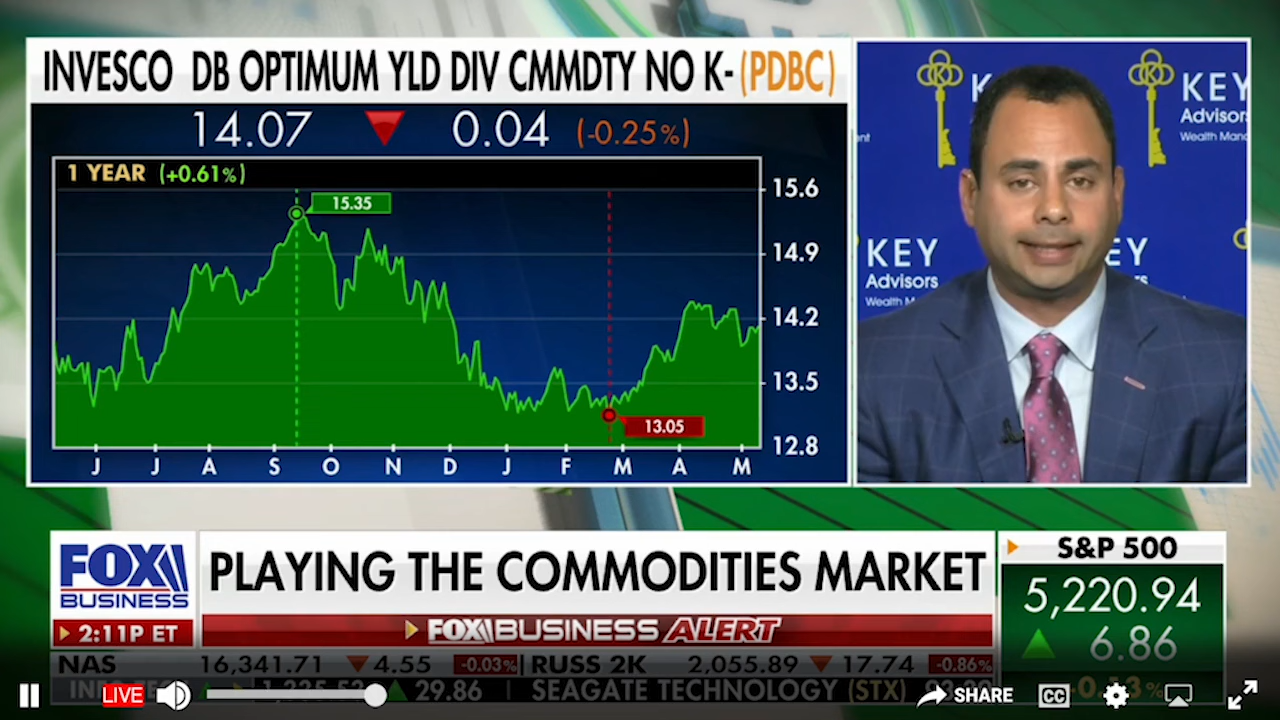 INVESCO DB OPTIMUM YLD DIV CMMDTY NO K- (PDBC)
14.07 ▼ 0.04 (-0.25%)
1 YEAR (+0.61%)
15.35
13.05
15.6
14.9
14.2
13.5
12.8
J J A S O N D J F M A M
KEY
Advisors
Wealth Mana
KEY
Advisors
Wealth M
EY
PLAYING THE COMMODITIES MARKET
FOX BUSINESS ALERT
FOX
BUSINESS
2:11P ET
S&P 500
5,220.94
▲ 6.86
0.13%
NAS 16,341.71 ▼ 4.55 -0.03% RUSS 2K 2,055.89 ▼ 17.74 -0.86%
29.86 | SEAGATE TECHNOLOGY (STX)
LIVE
SHARE
CC